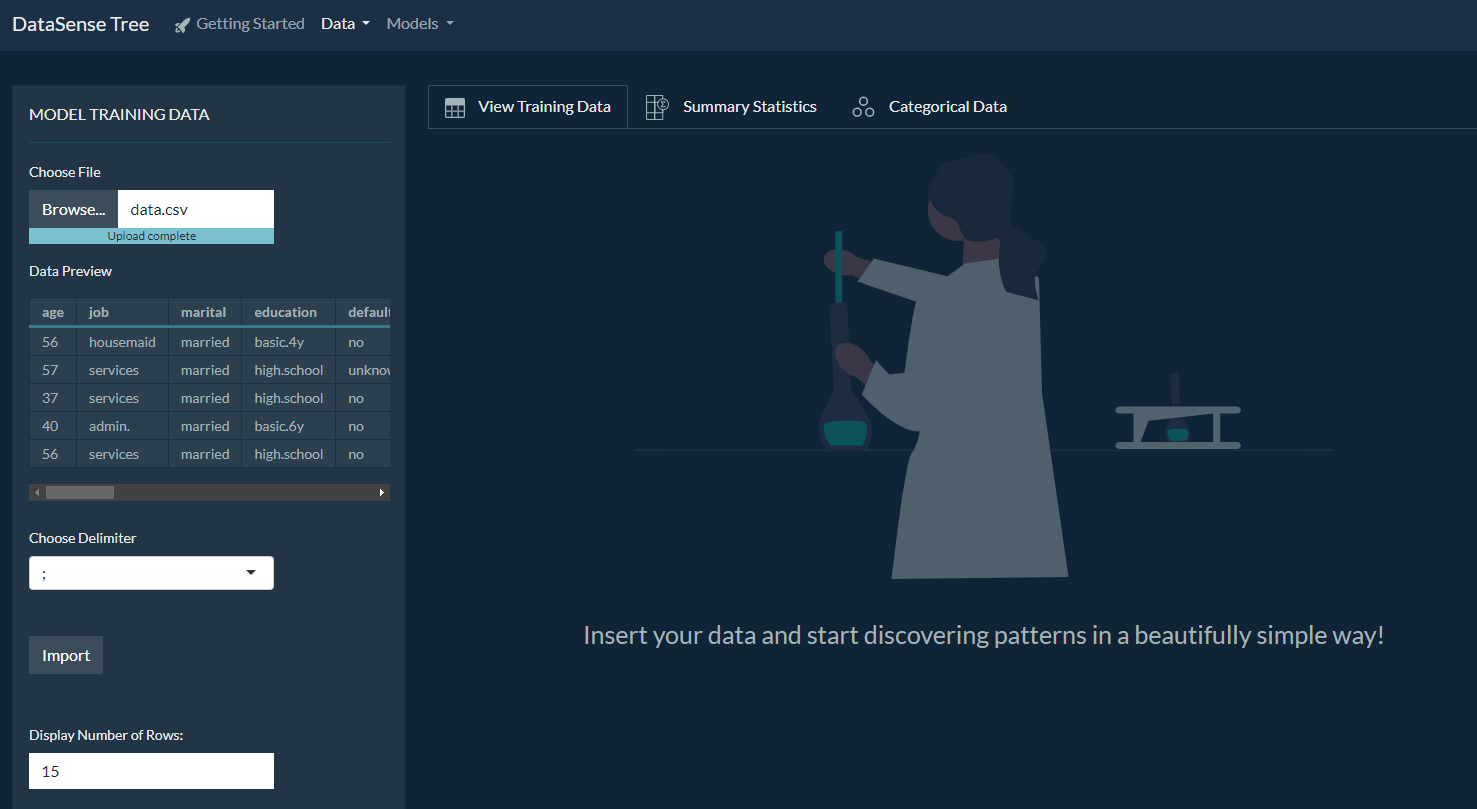 DataSense Tree Getting Started Data Models
MODEL TRAINING DATA
Choose File
Browse... data.csv
Upload complete
Data Preview
age job marital education default
56 housemaid married basic.4y no
57 services married high.school unknow
37 services married high.school no
40 admin. married basic.6y no
56 services married high.school no
Choose Delimiter
;
Import
Display Number of Rows:
15
View Training Data Summary Statistics Categorical Data
Insert your data and start discovering patterns in a beautifully simple way!